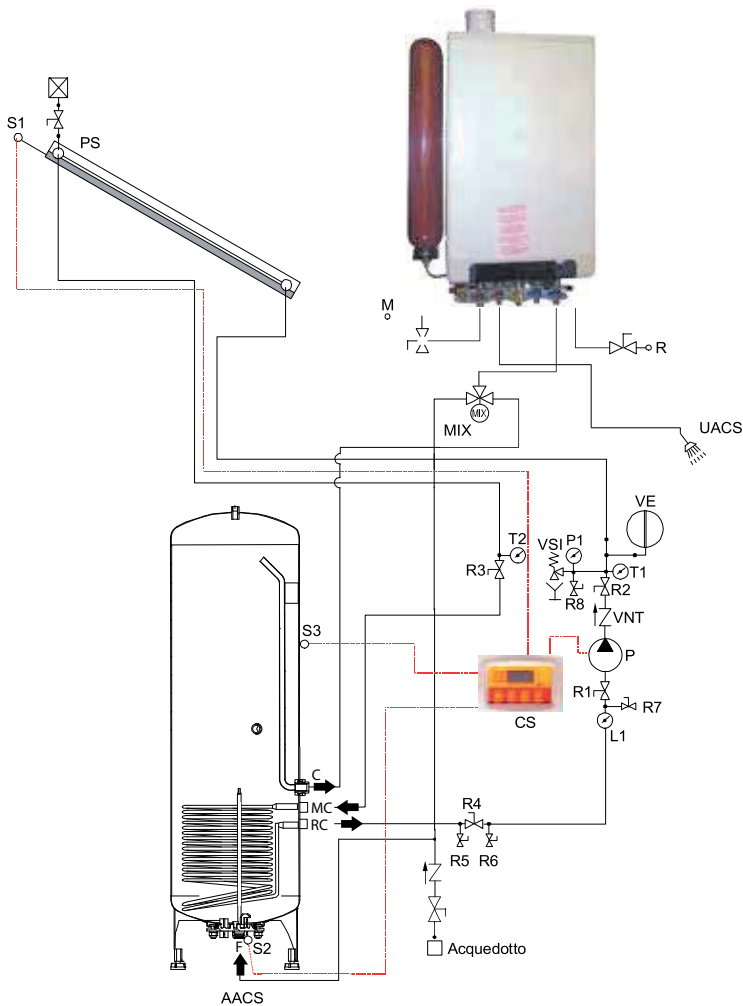 S1
PS
M
R
MIX
MIX
UACS
VE
P1
VSI
T2
R3
T1
R2
R8
VNT
S3
P
R1
R7
CS
L1
C
MC
RC
R4
R5
R6
F
S2
Acquedotto
AACS